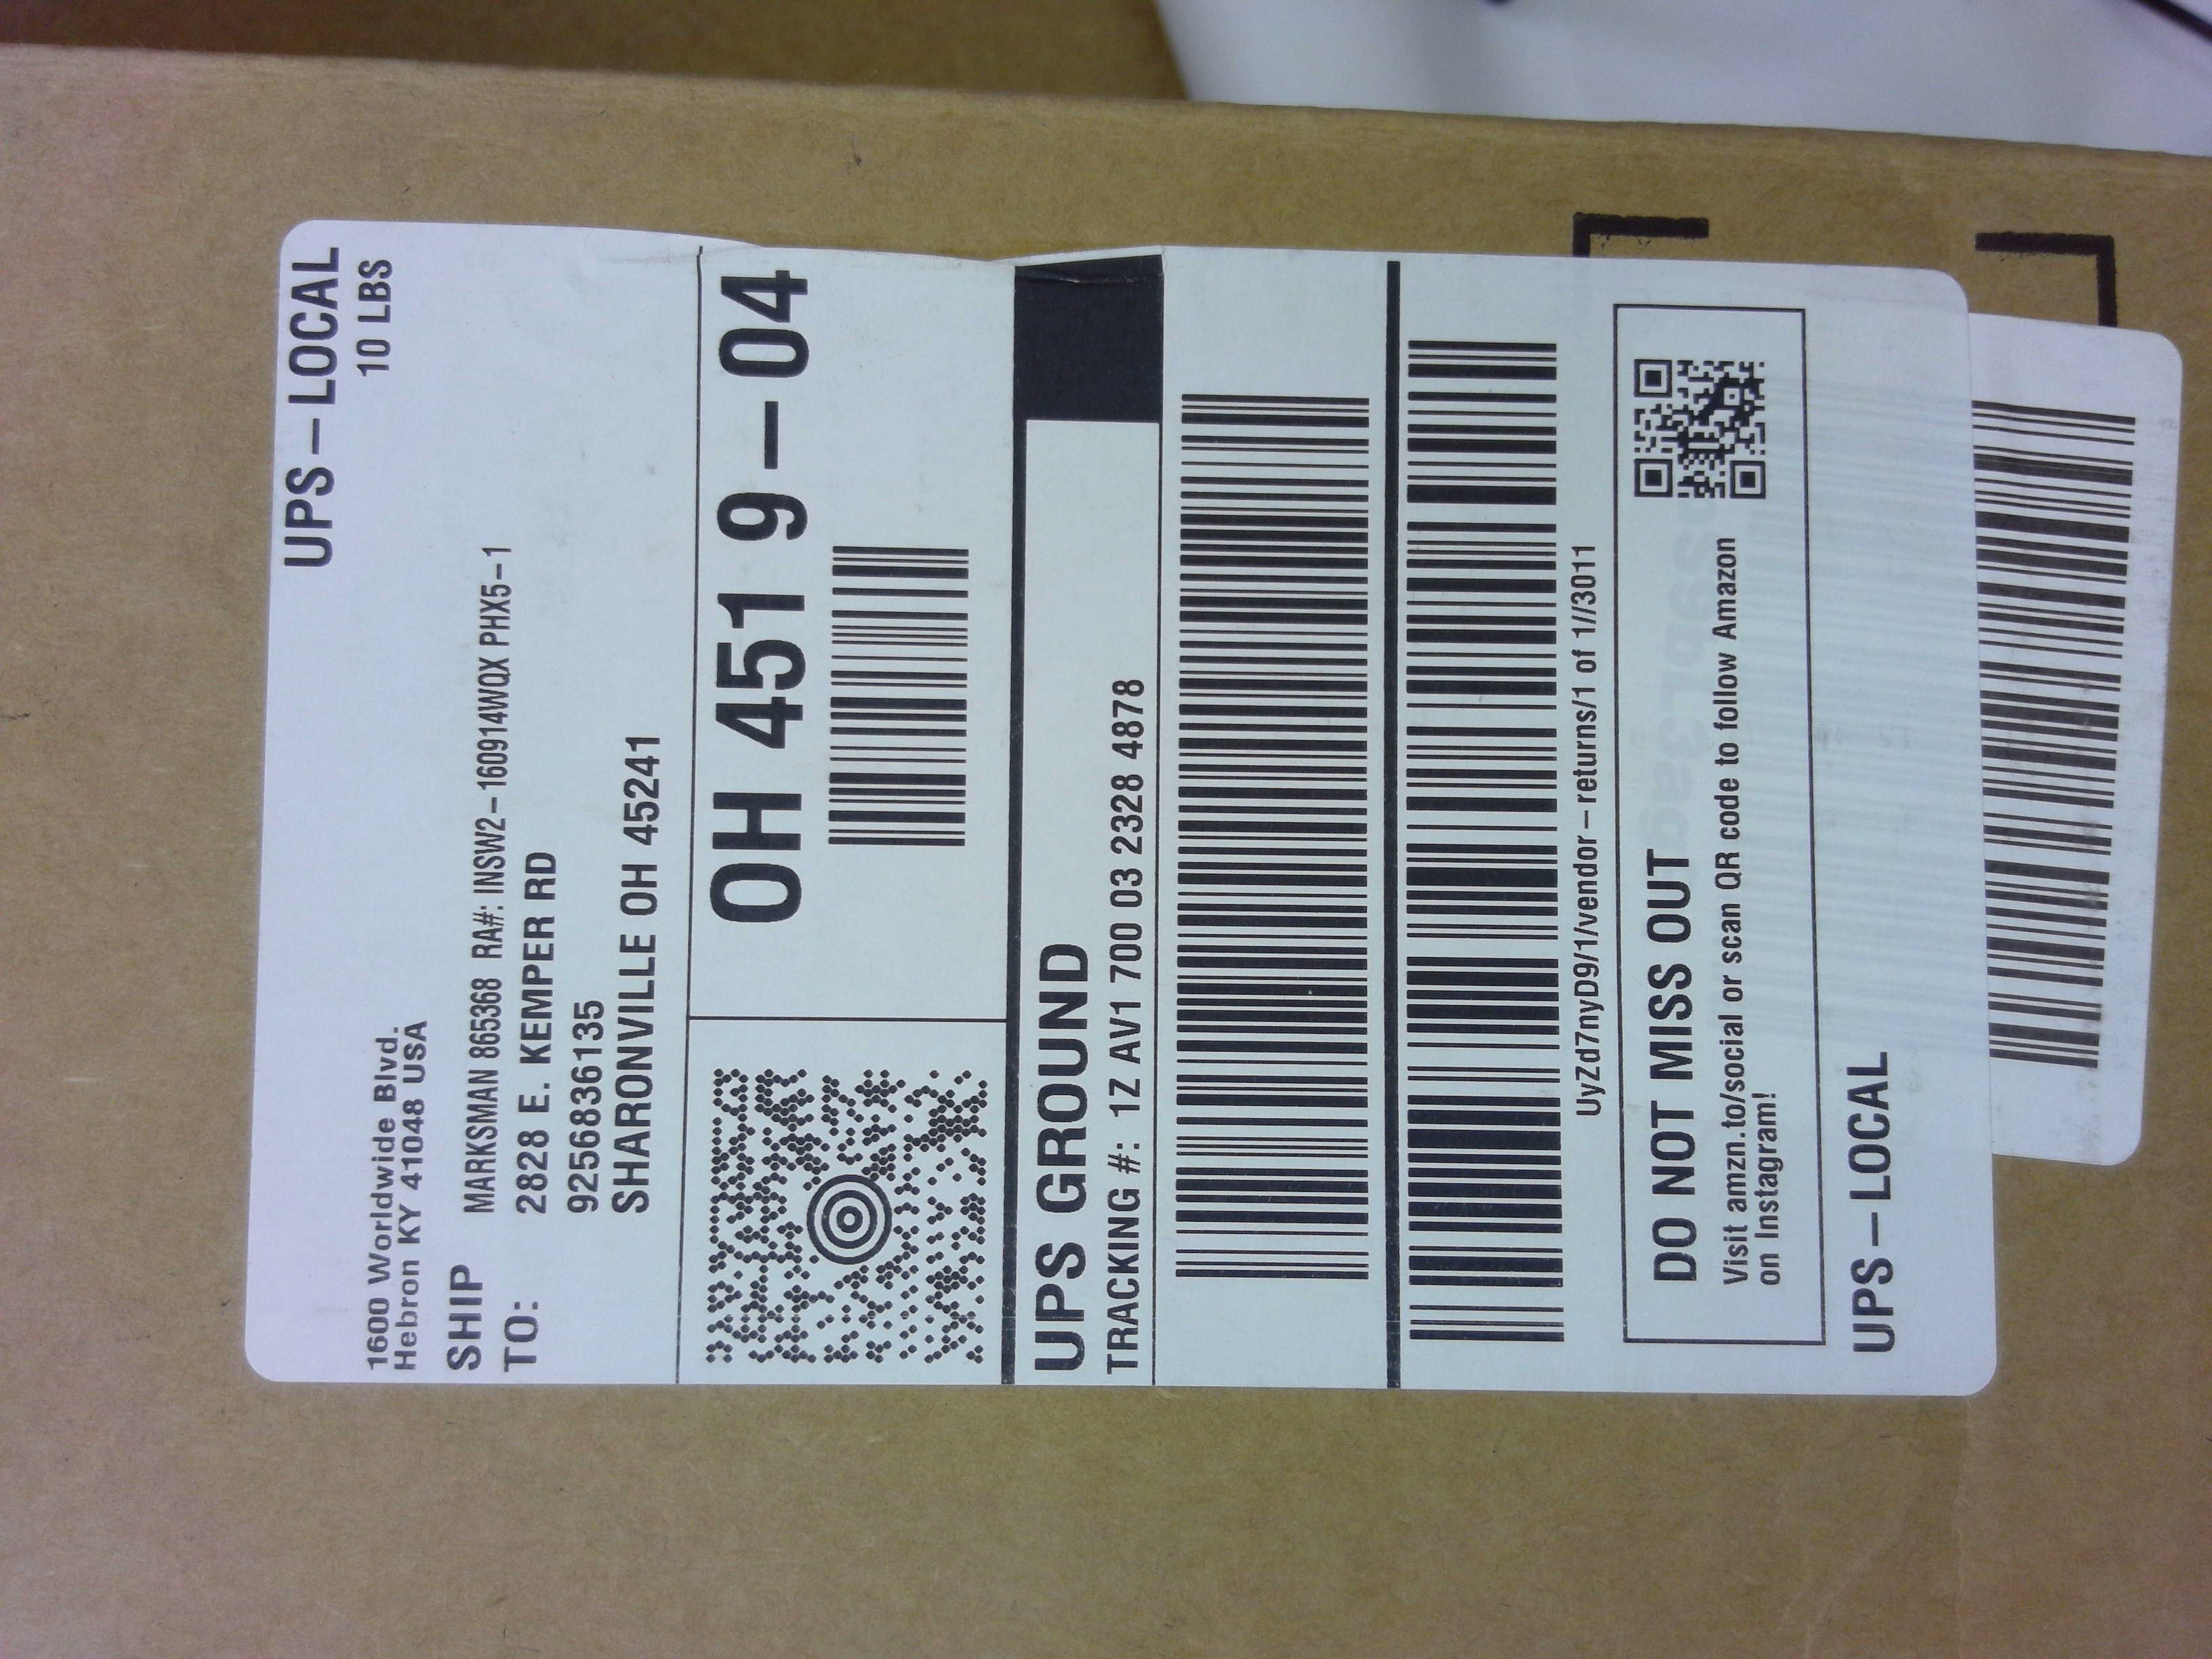 UPS-LOCAL
10 LBS
1600 Worldwide Blvd.
Hebron KY 41048 USA
SHIP
TO:
MARKSMAN 865368 RA#: INSW2-160914WQX PHX5-1
2828 E. KEMPER RD
9256836135
SHARONVILLE OH 45241
OH 451 9-04
UPS GROUND
TRACKING #: 1Z AV1 700 03 2328 4878
UyZd7nyD9/1/vendor-returns/1 of 1//3011
DO NOT MISS OUT
Visit amzn.to/social or scan QR code to follow Amazon
on Instagram!
UPS-LOCAL